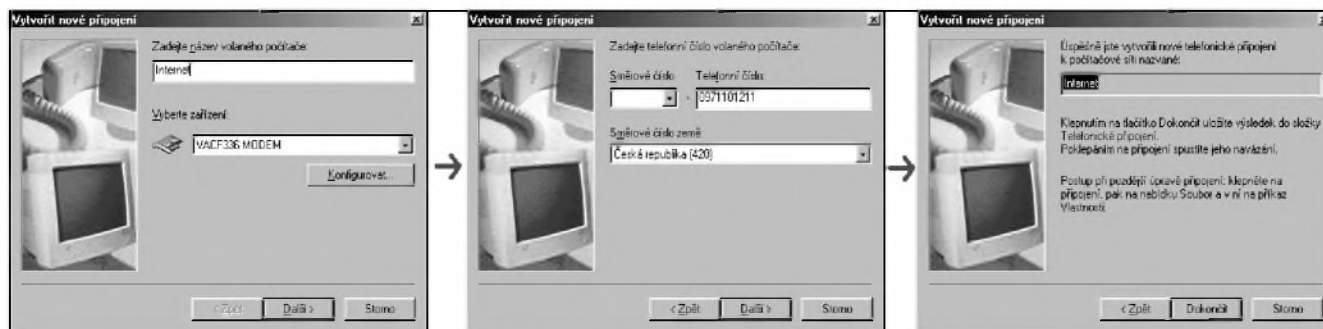 Vytvořit nové připojení
Zadejte název volaného počítače:
Internet
Vyberte zařízení:
VACF336 MODEM
Konfigurovat...
< Zpět
Další >
Storno
Vytvořit nové připojení
Zadejte telefonní číslo volaného počítače:
Směrové číslo
Telefonní číslo:
- 0971101211
Směrové číslo země
Česká republika (420)
< Zpět
Další >
Storno
Vytvořit nové připojení
Úspěšně jste vytvořili nové telefonické připojení
k počítačové síti nazvané:
Internet
Klepnutím na tlačítko Dokončit uložíte výsledek do složky
Telefonické připojení.
Poklepáním na připojení spustíte jeho navázání.
Postup při pozdější úpravě připojení: klepněte na
připojení, pak na nabídku Soubor a v ní na příkaz
Vlastnosti.
< Zpět
Dokončit
Storno